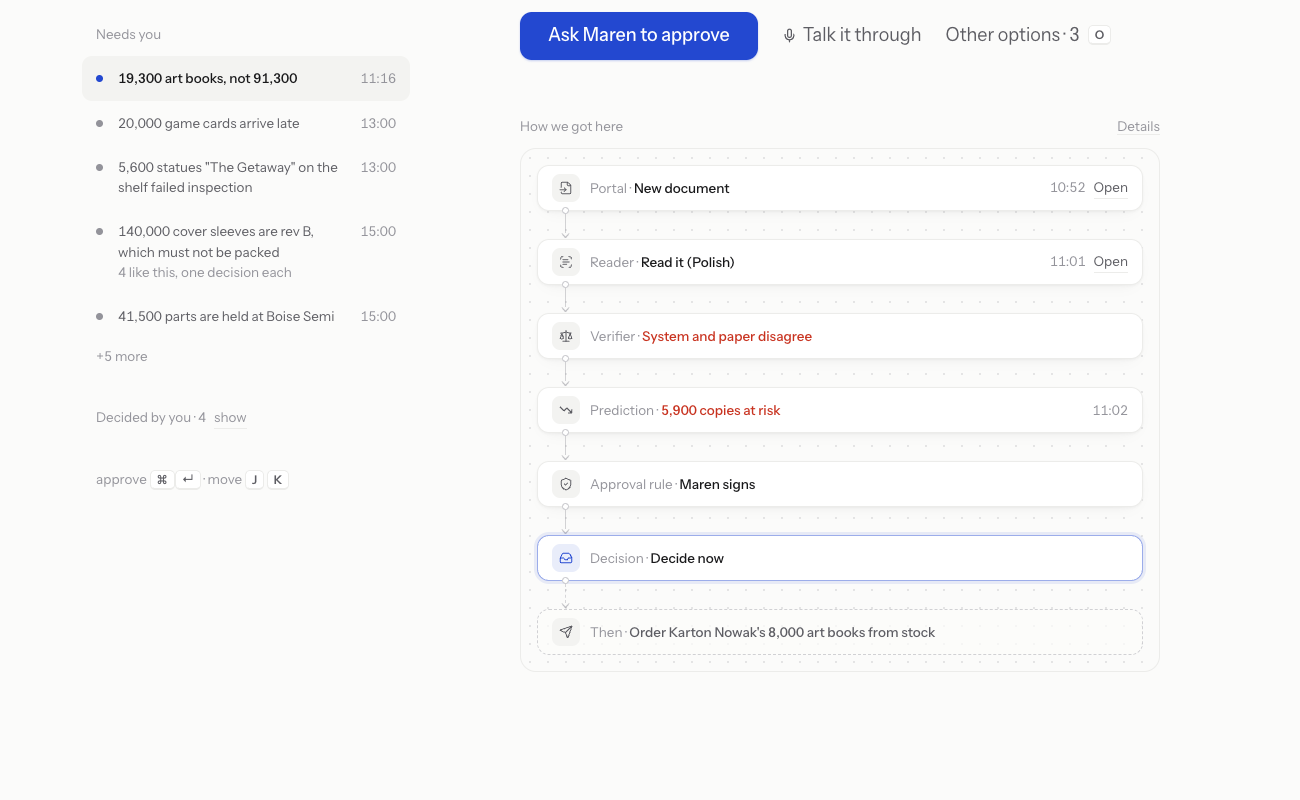 Needs you
19,300 art books, not 91,300 11:16
20,000 game cards arrive late 13:00
5,600 statues "The Getaway" on the 13:00
shelf failed inspection
140,000 cover sleeves are rev B, 15:00
which must not be packed
4 like this, one decision each
41,500 parts are held at Boise Semi 15:00
+5 more
Decided by you · 4 show
approve ⌘ ↵ · move J K
Ask Maren to approve Talk it through Other options · 3 O
How we got here Details
Portal · New document 10:52 Open
Reader · Read it (Polish) 11:01 Open
Verifier · System and paper disagree
Prediction · 5,900 copies at risk 11:02
Approval rule · Maren signs
Decision · Decide now
Then · Order Karton Nowak's 8,000 art books from stock